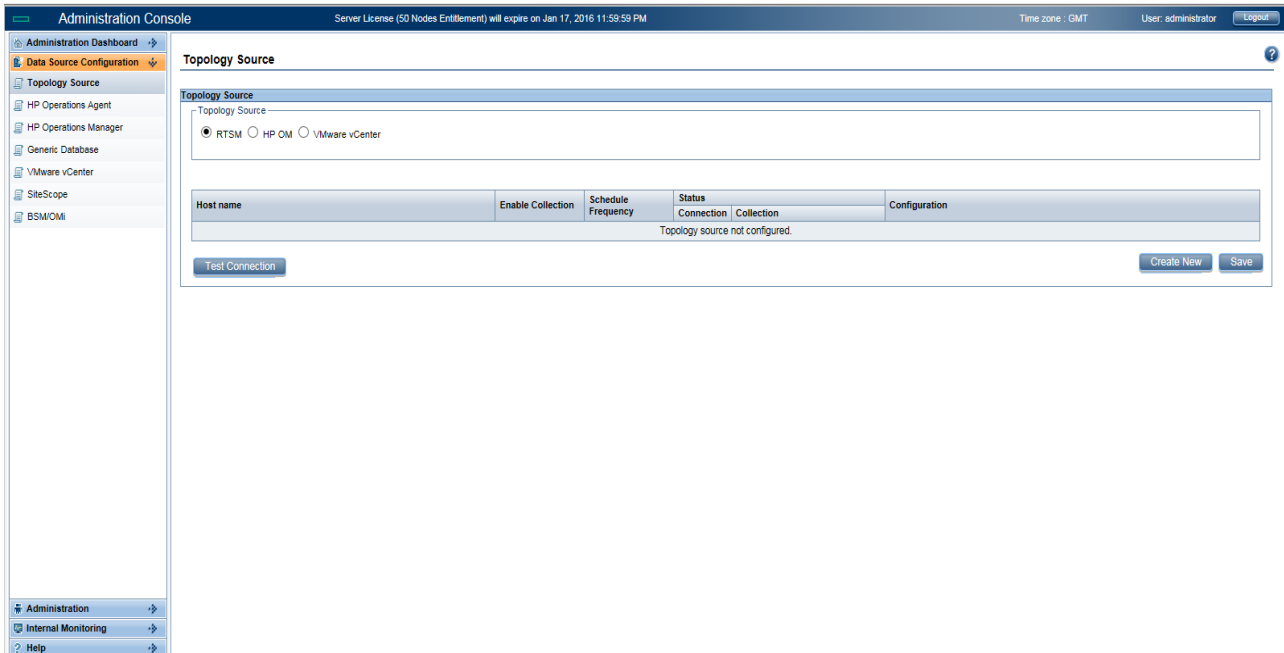 Administration Console
Server License (50 Nodes Entitlement) will expire on Jan 17, 2016 11:59:59 PM
Time zone : GMT
User: administrator
Logout
Administration Dashboard
Data Source Configuration
Topology Source
HP Operations Agent
HP Operations Manager
Generic Database
VMware vCenter
SiteScope
BSM/OMi
Administration
Internal Monitoring
? Help
Topology Source
?
Topology Source
Topology Source
RTSM HP OM VMware vCenter
Host name
Enable Collection
Schedule Frequency
Status
Connection Collection
Configuration
Topology source not configured.
Test Connection
Create New
Save